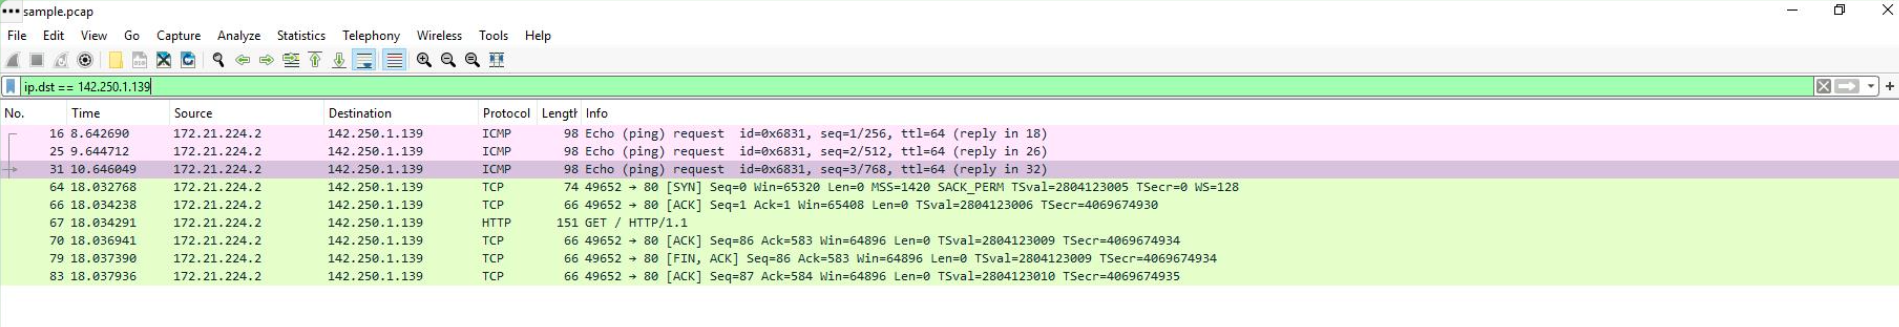 sample.pcap
File Edit View Go Capture Analyze Statistics Telephony Wireless Tools Help
ip.dst == 142.250.1.139
No. Time Source Destination Protocol Length Info
16 8.642690 172.21.224.2 142.250.1.139 ICMP 98 Echo (ping) request id=0x6831, seq=1/256, ttl=64 (reply in 18)
25 9.644712 172.21.224.2 142.250.1.139 ICMP 98 Echo (ping) request id=0x6831, seq=2/512, ttl=64 (reply in 26)
31 10.646049 172.21.224.2 142.250.1.139 ICMP 98 Echo (ping) request id=0x6831, seq=3/768, ttl=64 (reply in 32)
64 18.032768 172.21.224.2 142.250.1.139 TCP 74 49652 → 80 [SYN] Seq=0 Win=65320 Len=0 MSS=1420 SACK_PERM TSval=2804123005 TSecr=0 WS=128
66 18.034238 172.21.224.2 142.250.1.139 TCP 66 49652 → 80 [ACK] Seq=1 Ack=1 Win=65408 Len=0 TSval=2804123006 TSecr=4069674930
67 18.034291 172.21.224.2 142.250.1.139 HTTP 151 GET / HTTP/1.1
70 18.036941 172.21.224.2 142.250.1.139 TCP 66 49652 → 80 [ACK] Seq=86 Ack=583 Win=64896 Len=0 TSval=2804123009 TSecr=4069674934
79 18.037390 172.21.224.2 142.250.1.139 TCP 66 49652 → 80 [FIN, ACK] Seq=86 Ack=583 Win=64896 Len=0 TSval=2804123009 TSecr=4069674934
83 18.037936 172.21.224.2 142.250.1.139 TCP 66 49652 → 80 [ACK] Seq=87 Ack=584 Win=64896 Len=0 TSval=2804123010 TSecr=4069674935